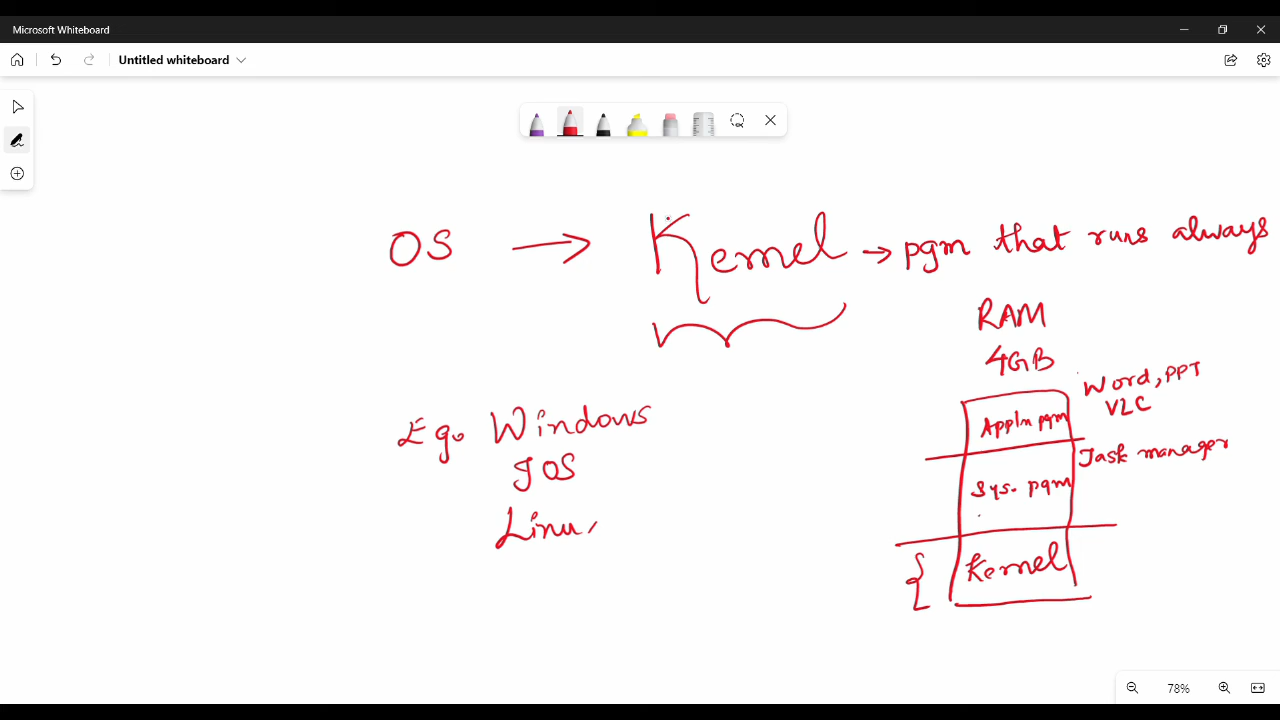 Microsoft Whiteboard
Untitled whiteboard
OS → Kernel → pgm that runs always
RAM
4GB
Word, PPT
VLC
Appln pgm
Task manager
Sys. pgm
Kernel
Eg. Windows
IOS
Linu
78%